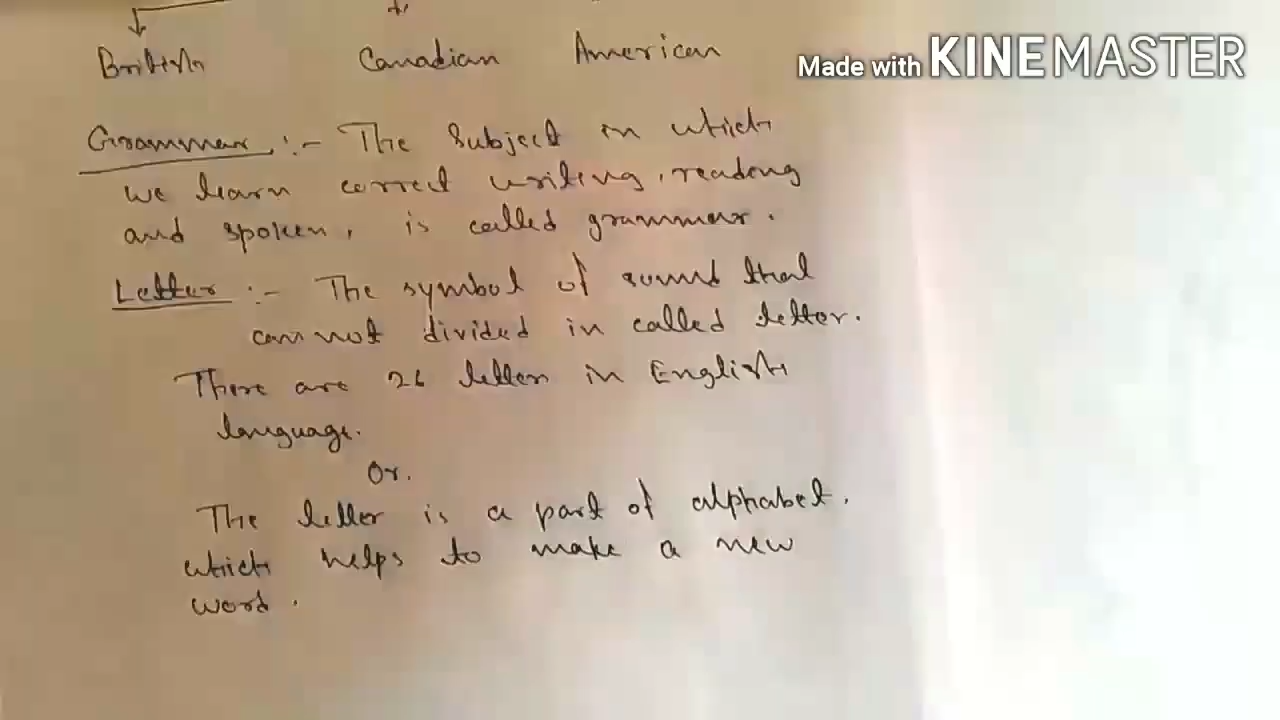 British Canadian American
Made with KINEMASTER
Grammar :- The subject in which
we learn correct writing, reading
and spoken, is called grammar.
Letter :- The symbol of sound that
can not divided in called letter.
There are 26 letters in English
language.
Or.
The letter is a part of alphabet.
which helps to make a new
word.